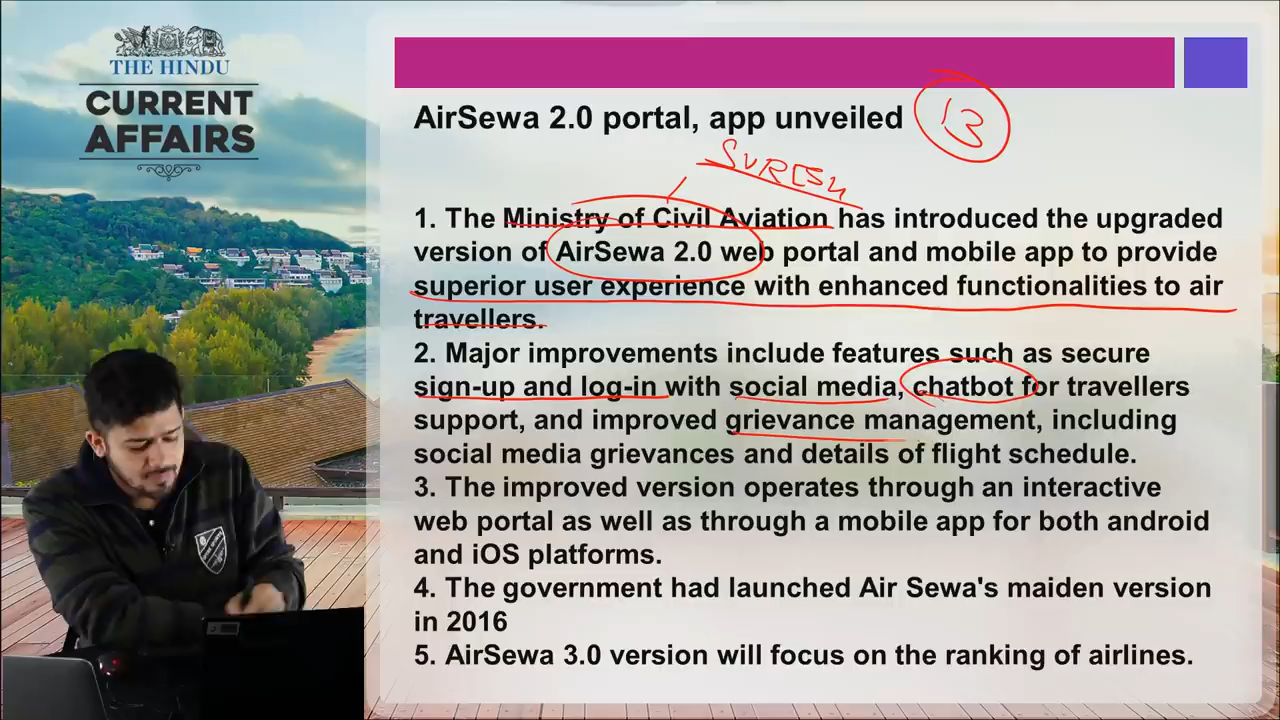 THE HINDU
CURRENT
AFFAIRS
AirSewa 2.0 portal, app unveiled
13
SURESH
1. The Ministry of Civil Aviation has introduced the upgraded
version of AirSewa 2.0 web portal and mobile app to provide
superior user experience with enhanced functionalities to air
travellers.
2. Major improvements include features such as secure
sign-up and log-in with social media, chatbot for travellers
support, and improved grievance management, including
social media grievances and details of flight schedule.
3. The improved version operates through an interactive
web portal as well as through a mobile app for both android
and iOS platforms.
4. The government had launched Air Sewa's maiden version
in 2016
5. AirSewa 3.0 version will focus on the ranking of airlines.